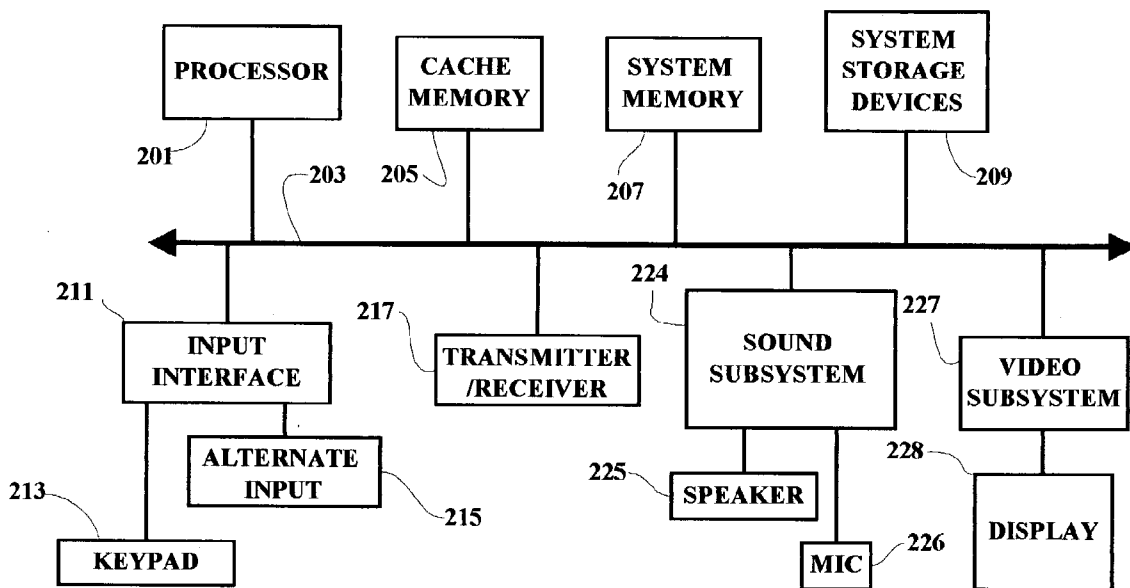 PROCESSOR
CACHE
MEMORY
SYSTEM
MEMORY
SYSTEM
STORAGE
DEVICES
201
203
205
207
209
211
217
224
227
INPUT
INTERFACE
TRANSMITTER
/RECEIVER
SOUND
SUBSYSTEM
VIDEO
SUBSYSTEM
213
ALTERNATE
INPUT
215
225
SPEAKER
228
KEYPAD
MIC
226
DISPLAY